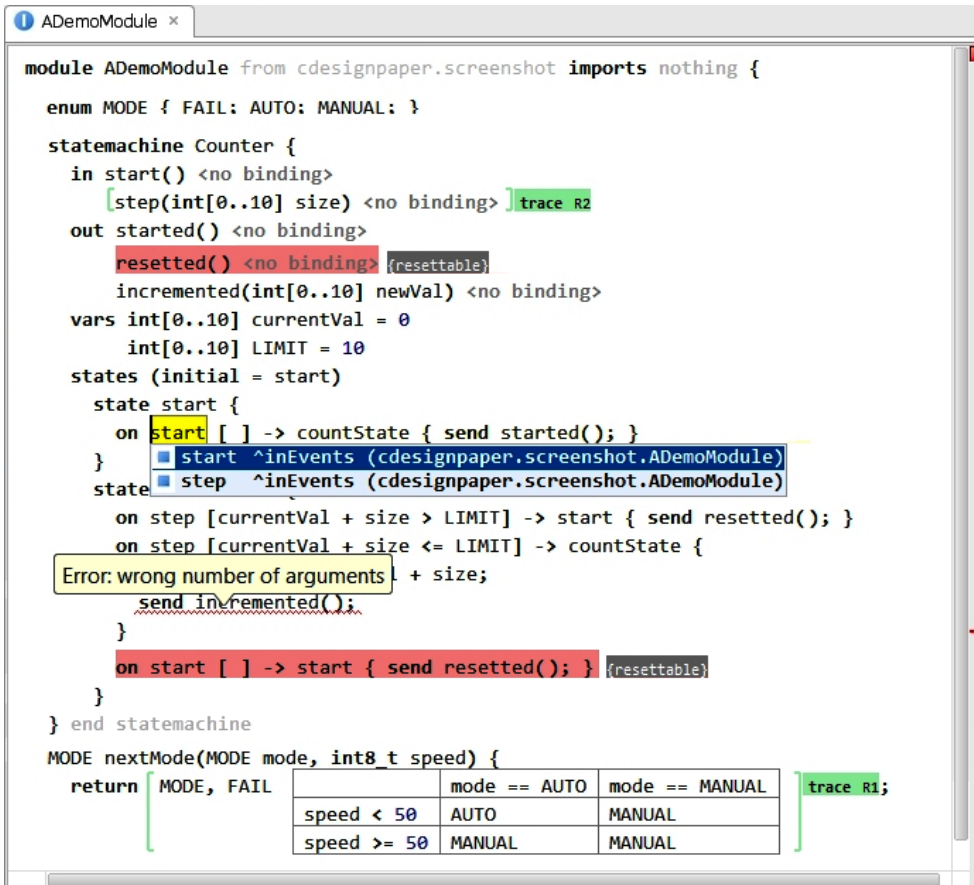 ADemoModule ×
module ADemoModule from cdesignpaper.screenshot imports nothing {
enum MODE { FAIL: AUTO: MANUAL: }
statemachine Counter {
in start() <no binding>
step(int[0..10] size) <no binding> trace R2
out started() <no binding>
resetted() <no binding> {resettable}
incremented(int[0..10] newVal) <no binding>
vars int[0..10] currentVal = 0
int[0..10] LIMIT = 10
states (initial = start)
state start {
on start [ ] -> countState { send started(); }
start ^inEvents (cdesignpaper.screenshot.ADemoModule)
}
step ^inEvents (cdesignpaper.screenshot.ADemoModule)
state {
on step [currentVal + size > LIMIT] -> start { send resetted(); }
on step [currentVal + size <= LIMIT] -> countState {
Error: wrong number of arguments + size;
send incremented();
}
on start [ ] -> start { send resetted(); } {resettable}
}
} end statemachine
MODE nextMode(MODE mode, int8_t speed) {
return MODE, FAIL mode == AUTO mode == MANUAL trace R1;
speed < 50 AUTO MANUAL
speed >= 50 MANUAL MANUAL